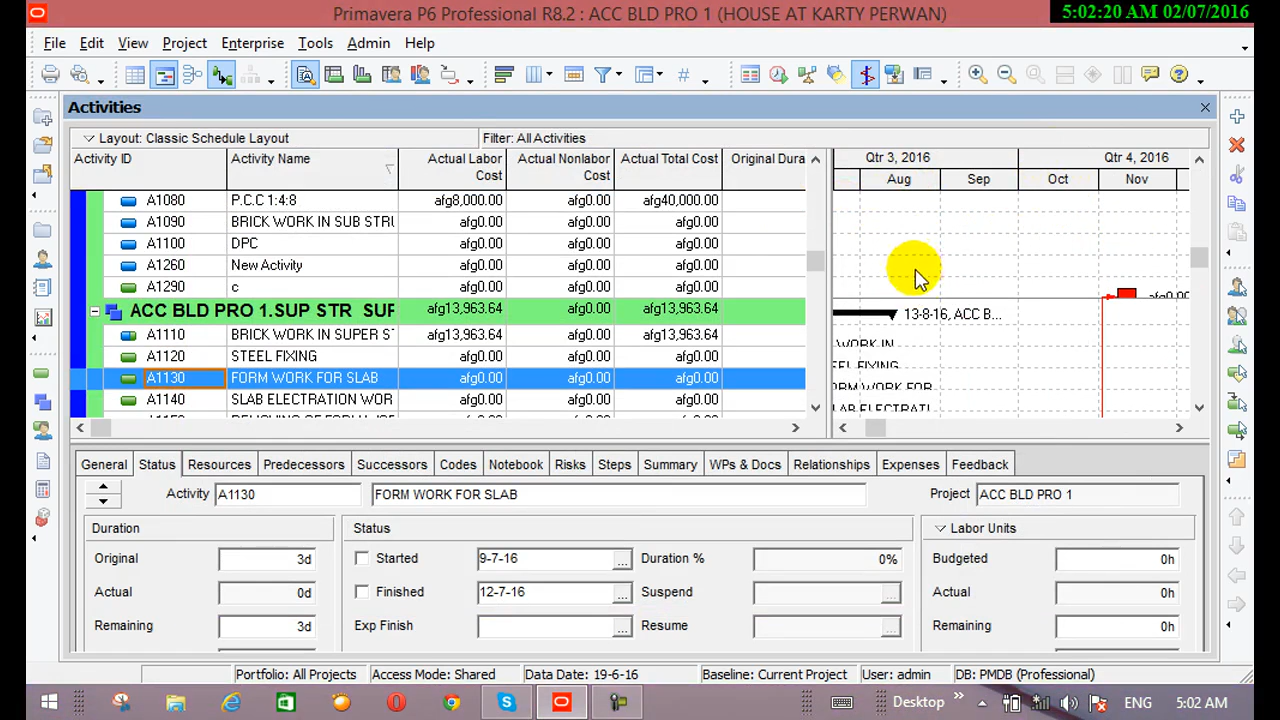 Primavera P6 Professional R8.2 : ACC BLD PRO 1 (HOUSE AT KARTY PERWAN)
5:02:20 AM 02/07/2016
File Edit View Project Enterprise Tools Admin Help
Activities
Layout: Classic Schedule Layout Filter: All Activities
Activity ID Activity Name Actual Labor Cost Actual Nonlabor Cost Actual Total Cost Original Dura Qtr 3, 2016 Qtr 4, 2016
Aug Sep Oct Nov
A1080 P.C.C 1:4:8 afg8,000.00 afg0.00 afg40,000.00
A1090 BRICK WORK IN SUB STRU afg0.00 afg0.00 afg0.00
A1100 DPC afg0.00 afg0.00 afg0.00
A1260 New Activity afg0.00 afg0.00 afg0.00
A1290 c afg0.00 afg0.00 afg0.00 afg0.00
ACC BLD PRO 1.SUP STR SUP afg13,963.64 afg0.00 afg13,963.64 13-8-16, ACC B...
A1110 BRICK WORK IN SUPER S afg13,963.64 afg0.00 afg13,963.64 WORK IN
A1120 STEEL FIXING afg0.00 afg0.00 afg0.00
A1130 FORM WORK FOR SLAB afg0.00 afg0.00 afg0.00 RM WORK FOR
A1140 SLAB ELECTRATION WOR afg0.00 afg0.00 afg0.00 LAB ELECTRATI
General Status Resources Predecessors Successors Codes Notebook Risks Steps Summary WPs & Docs Relationships Expenses Feedback
Activity A1130 FORM WORK FOR SLAB Project ACC BLD PRO 1
Duration Status Labor Units
Original 3d Started 9-7-16 ... Duration % 0% Budgeted 0h
Actual 0d Finished 12-7-16 ... Suspend ... Actual 0h
Remaining 3d Exp Finish ... Resume ... Remaining 0h
Portfolio: All Projects Access Mode: Shared Data Date: 19-6-16 Baseline: Current Project User: admin DB: PMDB (Professional)
Desktop » ENG 5:02 AM